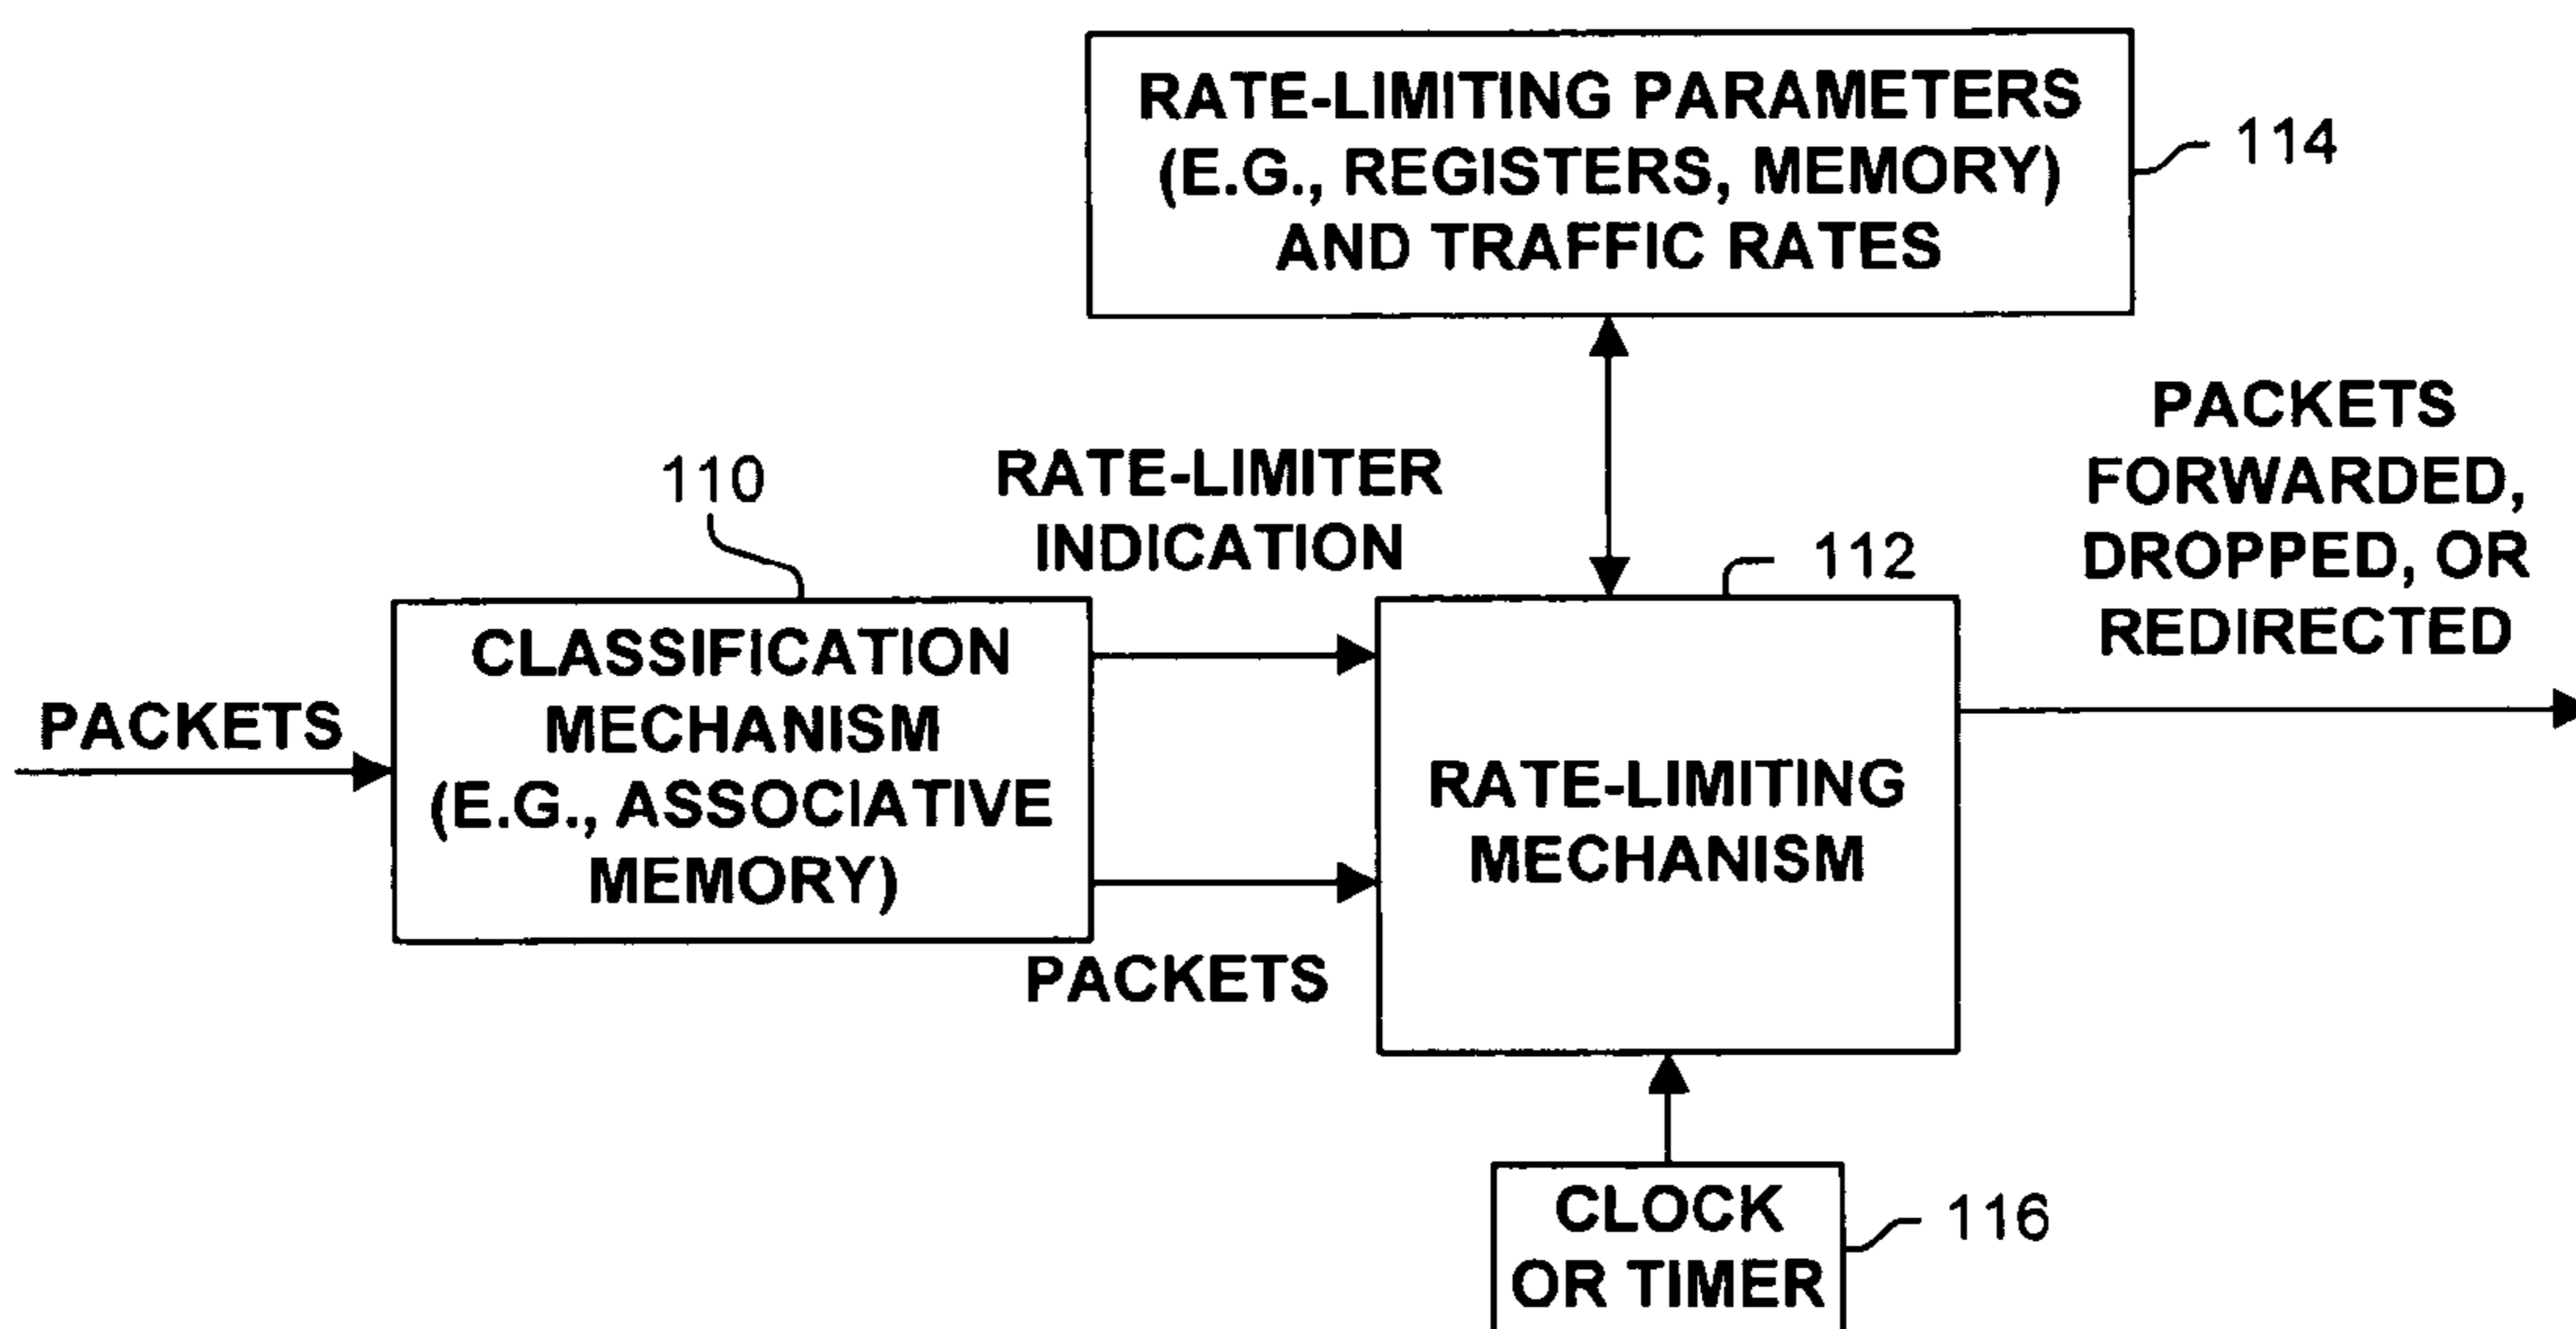 RATE-LIMITING PARAMETERS
(E.G., REGISTERS, MEMORY)
AND TRAFFIC RATES
114
PACKETS
FORWARDED,
DROPPED, OR
REDIRECTED
110
RATE-LIMITER
INDICATION
112
PACKETS
CLASSIFICATION
MECHANISM
(E.G., ASSOCIATIVE
MEMORY)
RATE-LIMITING
MECHANISM
PACKETS
CLOCK
OR TIMER
116